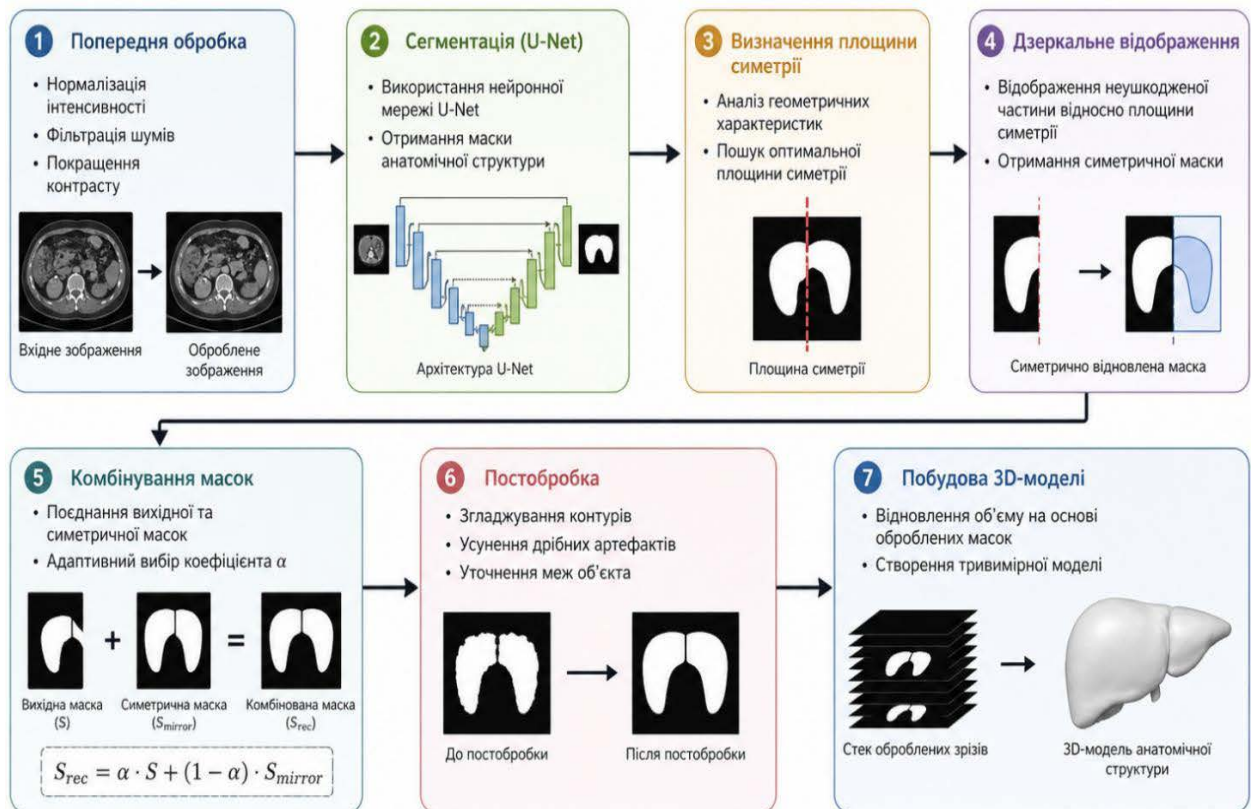 1 Попередня обробка
• Нормалізація
інтенсивності
• Фільтрація шумів
• Покращення
контрасту
Вхідне зображення
Оброблене
зображення
2 Сегментація (U-Net)
• Використання нейронної
мережі U-Net
• Отримання маски
анатомічної структури
Архітектура U-Net
3 Визначення площини
симетрії
• Аналіз геометричних
характеристик
• Пошук оптимальної
площини симетрії
Площина симетрії
4 Дзеркальне відображення
• Відображення неушкодженої
частини відносно площини
симетрії
• Отримання симетричної маски
Симетрично відновлена маска
5 Комбінування масок
• Поєднання вихідної та
симетричної масок
• Адаптивний вибір коефіцієнта α
+ =
Вихідна маска
(S)
Симетрична маска
(S_mirror)
Комбінована маска
(S_rec)
S_rec = α · S + (1 − α) · S_mirror
6 Постобробка
• Згладжування контурів
• Усунення дрібних артефактів
• Уточнення меж об’єкта
До постобробки
Після постобробки
7 Побудова 3D-моделі
• Відновлення об’єму на основі
оброблених масок
• Створення тривимірної моделі
Стек оброблених зрізів
3D-модель анатомічної
структури